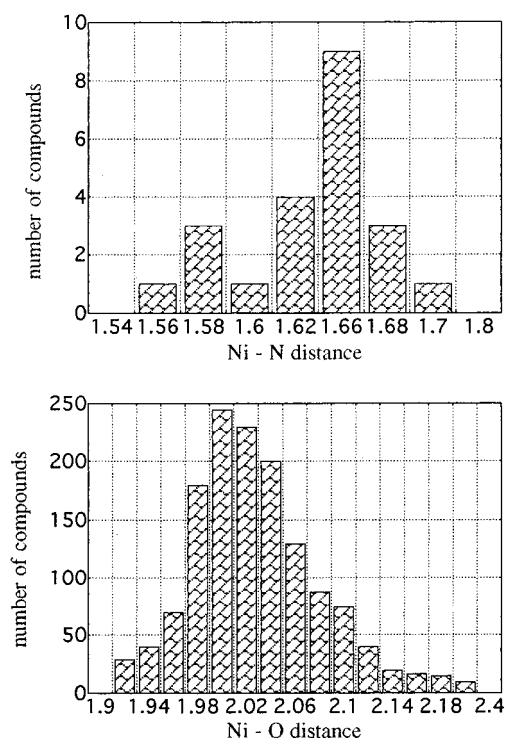 10
8
6
4
2
0
number of compounds
1.54 1.56 1.58 1.6 1.62 1.66 1.68 1.7 1.8
Ni - N distance
250
200
150
100
50
0
number of compounds
1.9 1.94 1.98 2.02 2.06 2.1 2.14 2.18 2.4
Ni - O distance